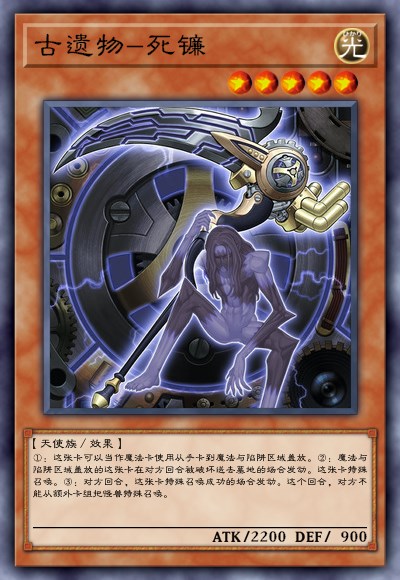 古遗物-死镰
光
【天使族/效果】
①：这张卡可以当作魔法卡使用从手卡到魔法与陷阱区域盖放。②：魔法与
陷阱区域盖放的这张卡在对方回合被破坏送去墓地的场合发动。这张卡特殊
召唤。③：对方回合，这张卡特殊召唤成功的场合发动。这个回合，对方不
能从额外卡组把怪兽特殊召唤。
ATK/2200 DEF/ 900